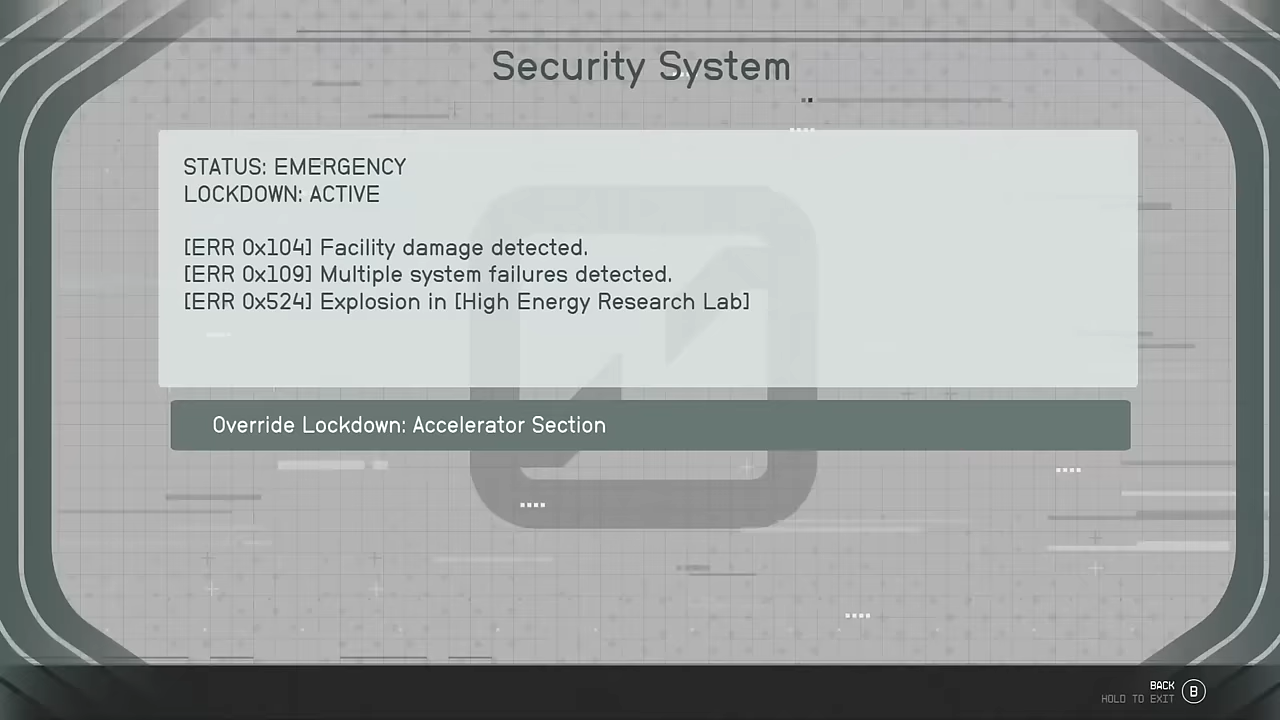 Security System
STATUS: EMERGENCY
LOCKDOWN: ACTIVE
[ERR 0x104] Facility damage detected.
[ERR 0x109] Multiple system failures detected.
[ERR 0x524] Explosion in [High Energy Research Lab]
Override Lockdown: Accelerator Section
BACK
HOLD TO EXIT
B